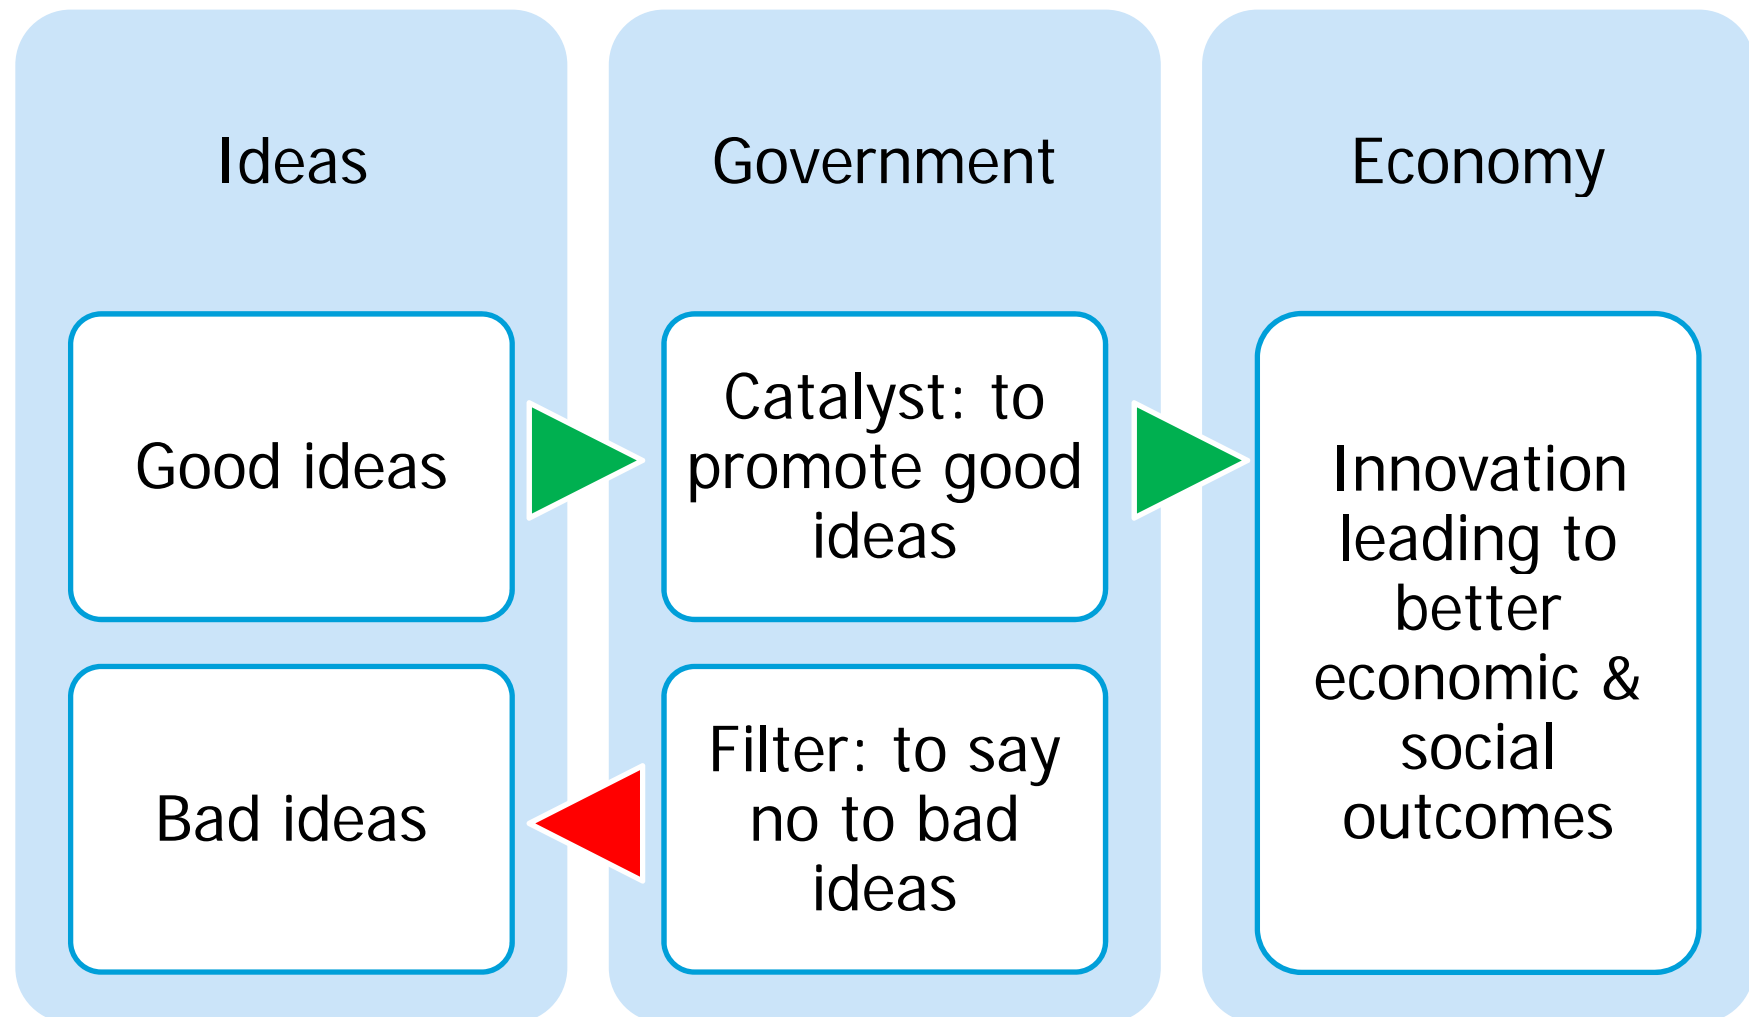 Ideas
Government
Economy
Good ideas
Catalyst: to
promote good
ideas
Bad ideas
Filter: to say
no to bad
ideas
Innovation
leading to
better
economic &
social
outcomes